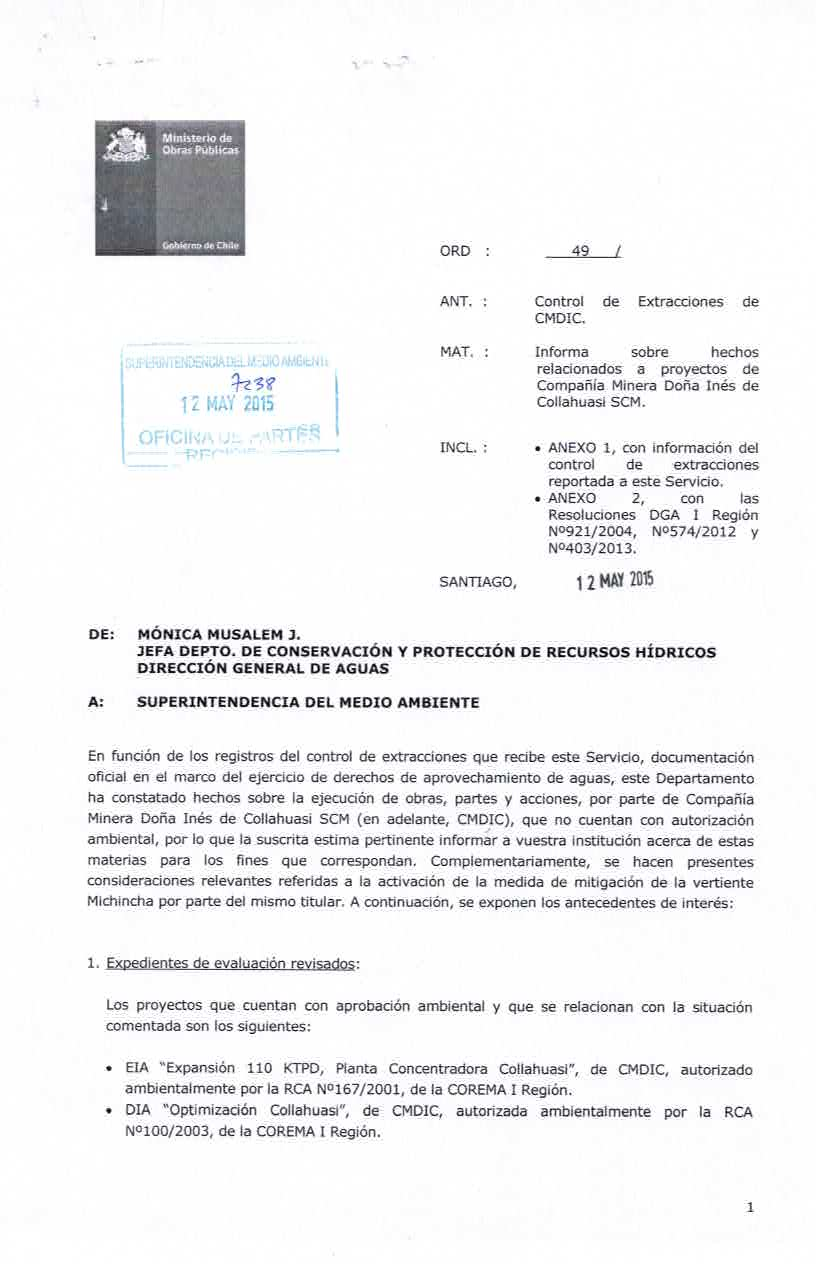 Ministerio de
Obras Públicas
Gobierno de Chile
ORD : 49 /
ANT. : Control de Extracciones de
CMDIC.
SUPERINTENDENCIA DEL MEDIO AMBIENTE
7238
12 MAY 2015
OFICINA DE PARTES
MAT. : Informa sobre hechos
relacionados a proyectos de
Compañía Minera Doña Inés de
Collahuasi SCM.
INCL. : • ANEXO 1, con información del
control de extracciones
reportada a este Servicio.
• ANEXO 2, con las
Resoluciones DGA I Región
Nº921/2004, Nº574/2012 y
Nº403/2013.
SANTIAGO, 12 MAY 2015
DE: MÓNICA MUSALEM J.
JEFA DEPTO. DE CONSERVACIÓN Y PROTECCIÓN DE RECURSOS HÍDRICOS
DIRECCIÓN GENERAL DE AGUAS
A: SUPERINTENDENCIA DEL MEDIO AMBIENTE
En función de los registros del control de extracciones que recibe este Servicio, documentación
oficial en el marco del ejercicio de derechos de aprovechamiento de aguas, este Departamento
ha constatado hechos sobre la ejecución de obras, partes y acciones, por parte de Compañía
Minera Doña Inés de Collahuasi SCM (en adelante, CMDIC), que no cuentan con autorización
ambiental, por lo que la suscrita estima pertinente informar a vuestra institución acerca de estas
materias para los fines que correspondan. Complementariamente, se hacen presentes
consideraciones relevantes referidas a la activación de la medida de mitigación de la vertiente
Michincha por parte del mismo titular. A continuación, se exponen los antecedentes de interés:
1. Expedientes de evaluación revisados:
Los proyectos que cuentan con aprobación ambiental y que se relacionan con la situación
comentada son los siguientes:
• EIA "Expansión 110 KTPD, Planta Concentradora Collahuasi", de CMDIC, autorizado
ambientalmente por la RCA Nº167/2001, de la COREMA I Región.
• DIA "Optimización Collahuasi", de CMDIC, autorizada ambientalmente por la RCA
Nº100/2003, de la COREMA I Región.
1